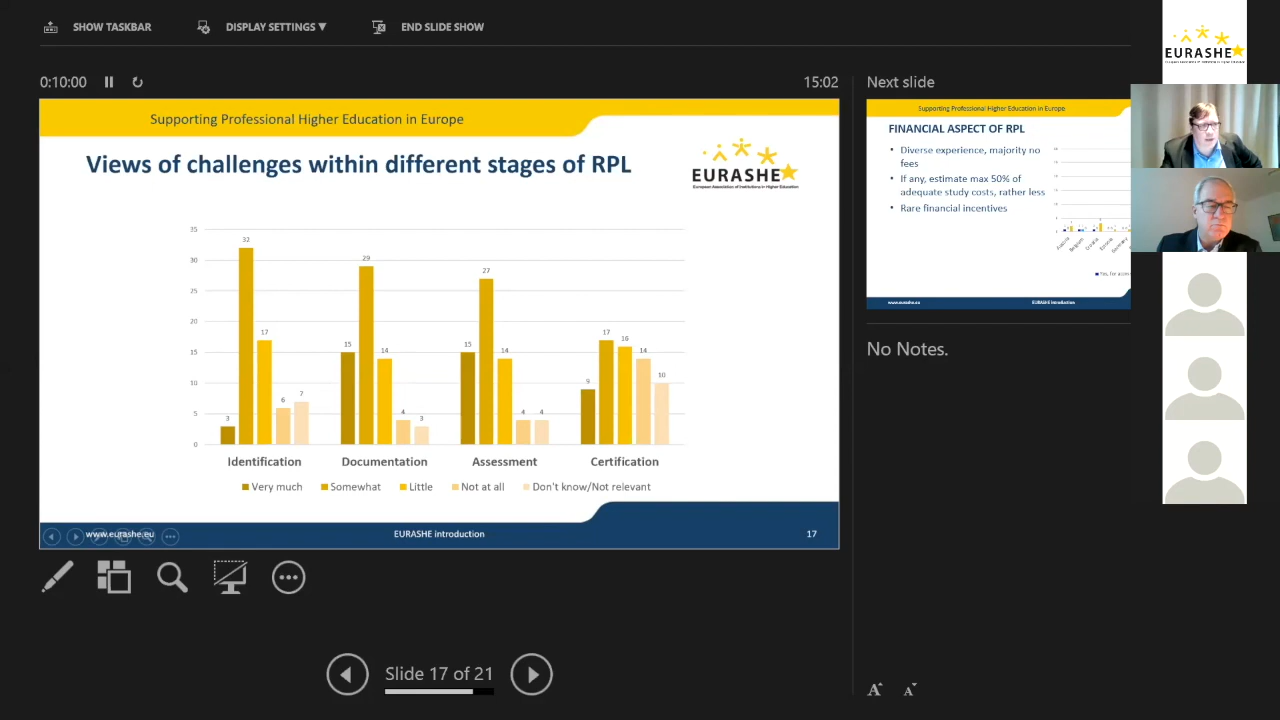 SHOW TASKBAR
DISPLAY SETTINGS ▼
END SLIDE SHOW
0:10:00
15:02
Supporting Professional Higher Education in Europe
Views of challenges within different stages of RPL
EURASHE
European Association of Institutions in Higher Education
35
30
25
20
15
10
5
0
3
32
17
6
7
15
29
14
4
3
15
27
14
4
4
9
17
16
14
10
Identification
Documentation
Assessment
Certification
Very much
Somewhat
Little
Not at all
Don't know/Not relevant
www.eurashe.eu
EURASHE introduction
17
Slide 17 of 21
Next slide
Supporting Professional Higher Education in Europe
FINANCIAL ASPECT OF RPL
• Diverse experience, majority no
fees
• If any, estimate max 50% of
adequate study costs, rather less
• Rare financial incentives
Austria
Belgium
Croatia
Estonia
Germany
www.eurashe.eu
EURASHE introduction
No Notes.
A
A
EURASHE